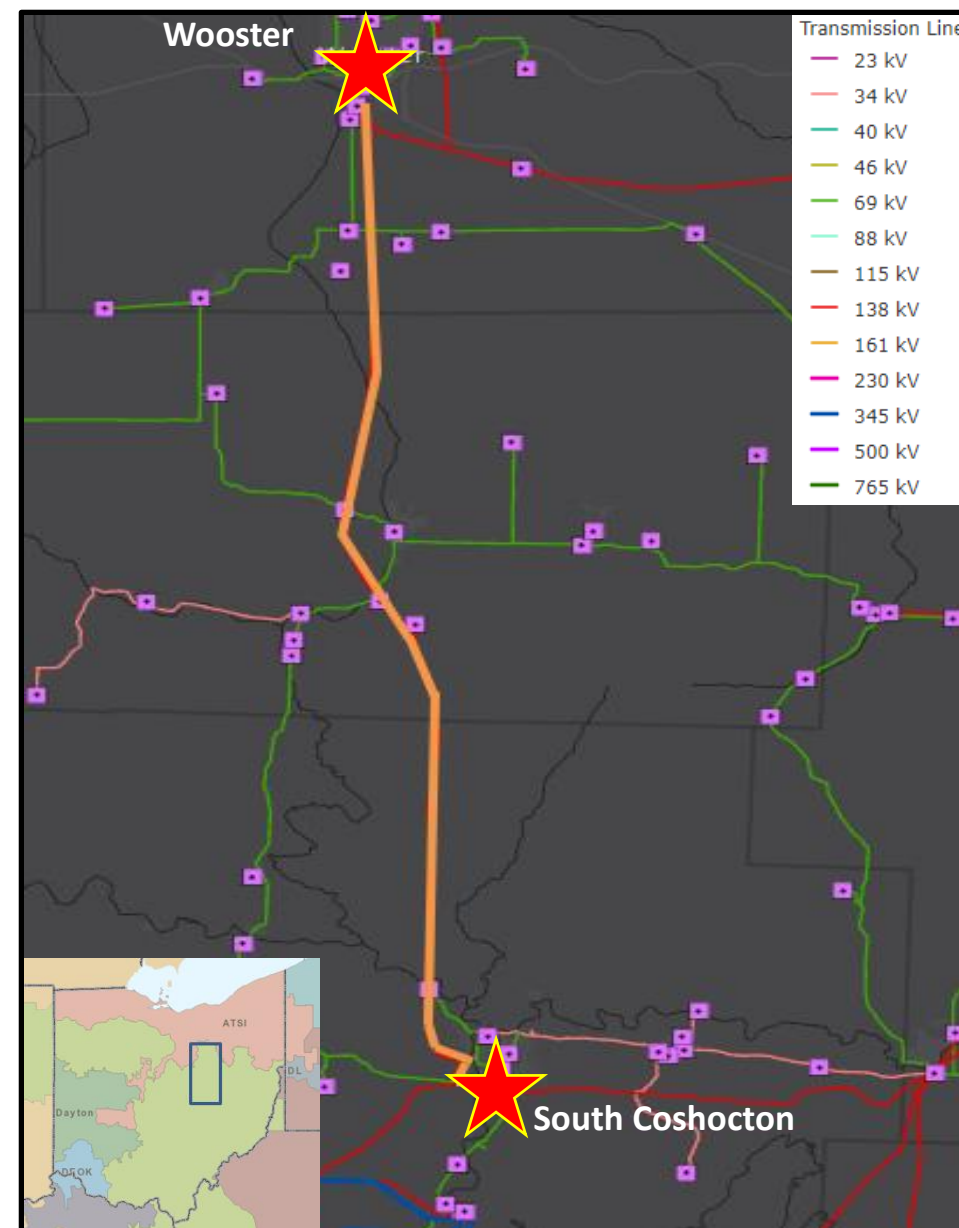 Wooster
Transmission Line
23 kV
34 kV
40 kV
46 kV
69 kV
88 kV
115 kV
138 kV
161 kV
230 kV
345 kV
500 kV
765 kV
ATSI
DL
Dayton
DEOK
South Coshocton